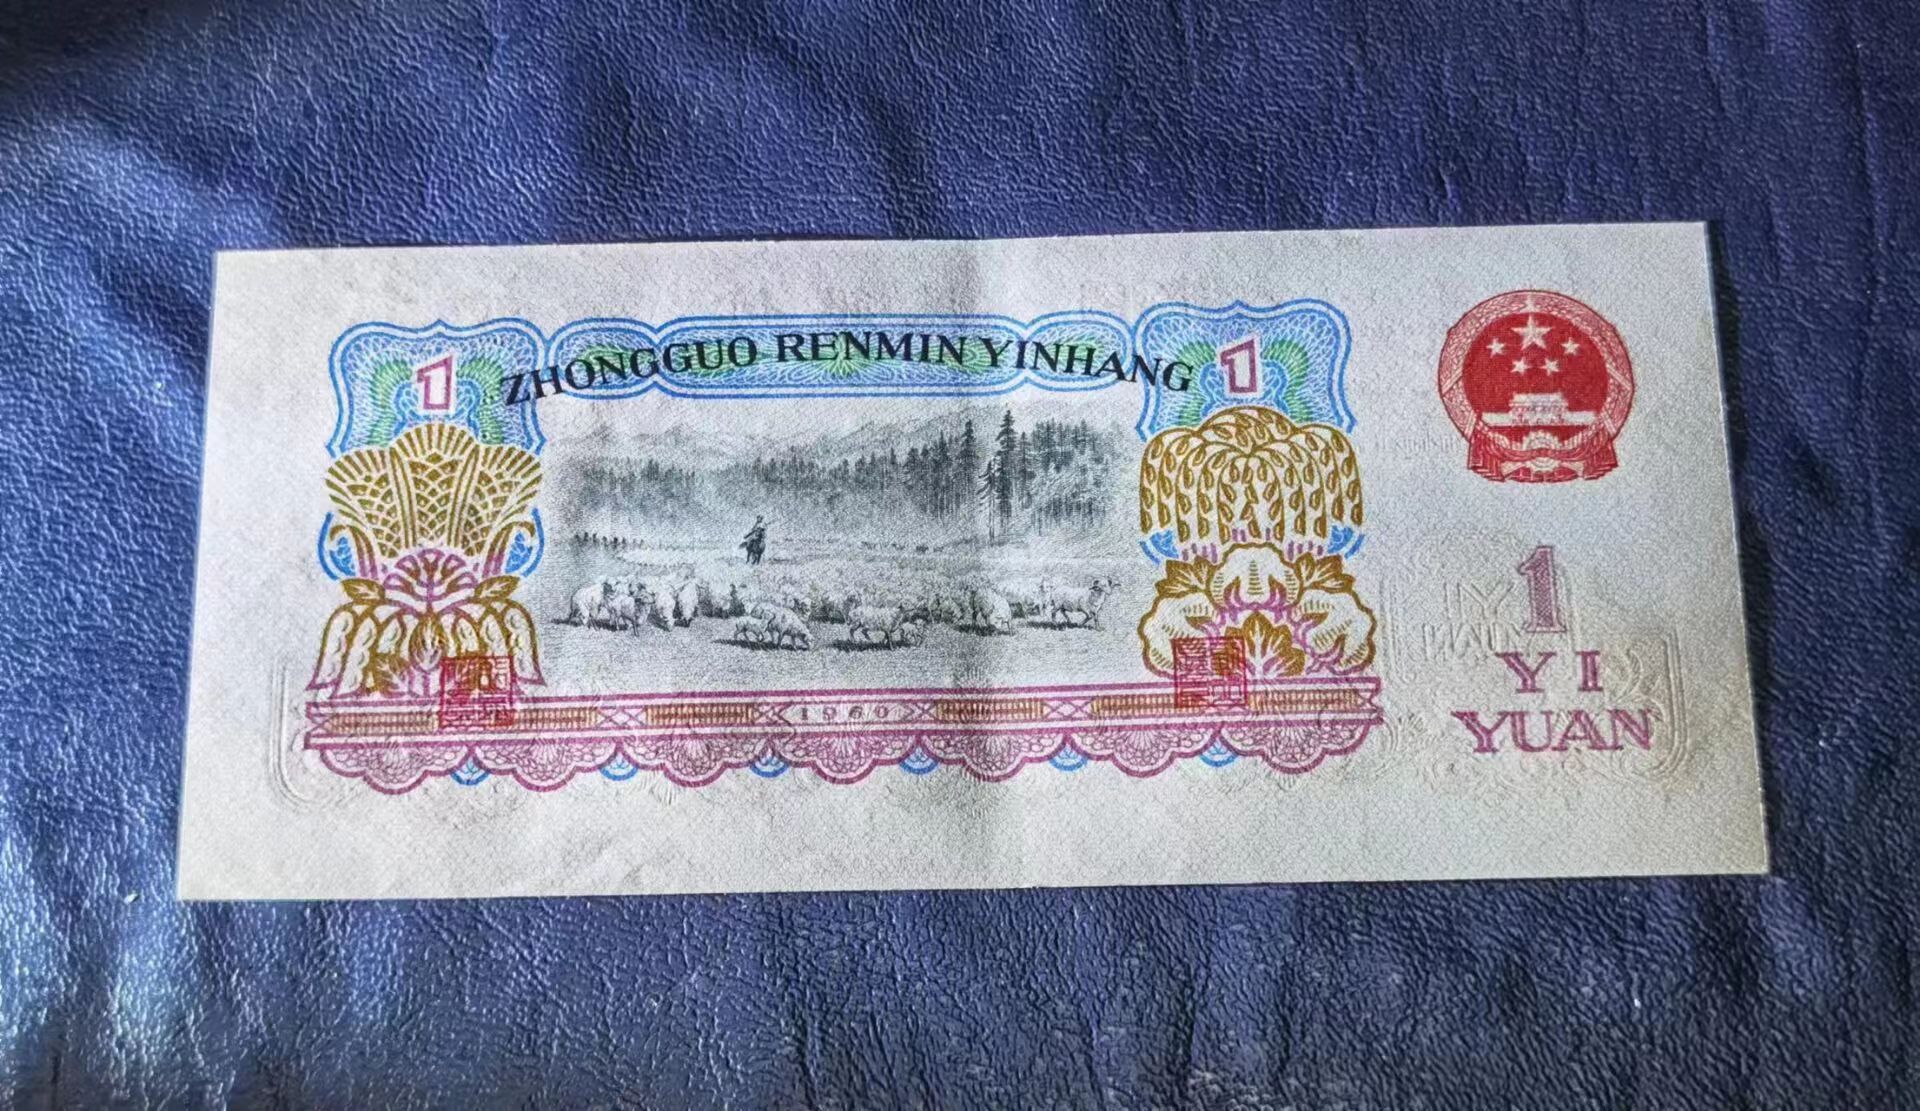 ZHONGGUO RENMIN YINHANG
1
1
1960
1
YI
YUAN